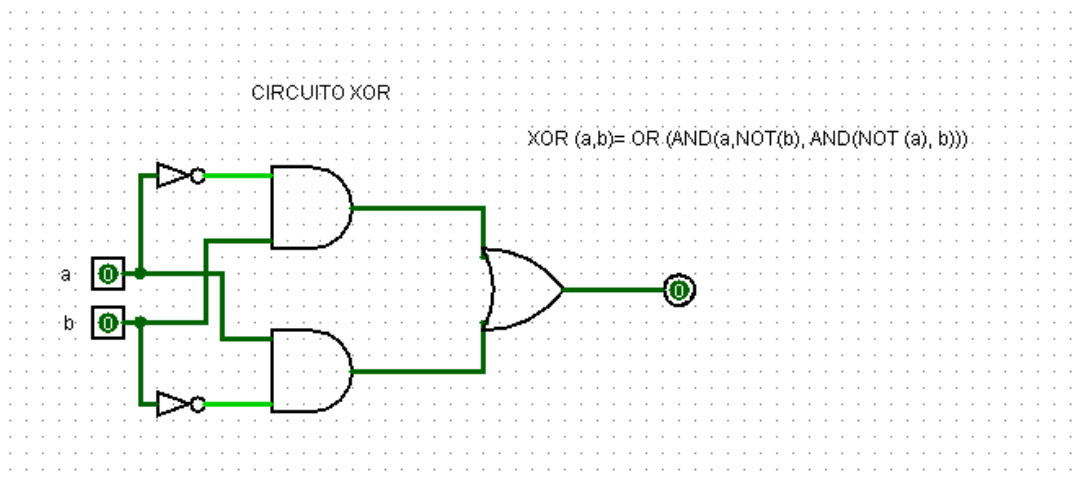 CIRCUITO XOR
XOR (a,b)= OR (AND(a,NOT(b), AND(NOT (a), b)))
a 0
0
b 0